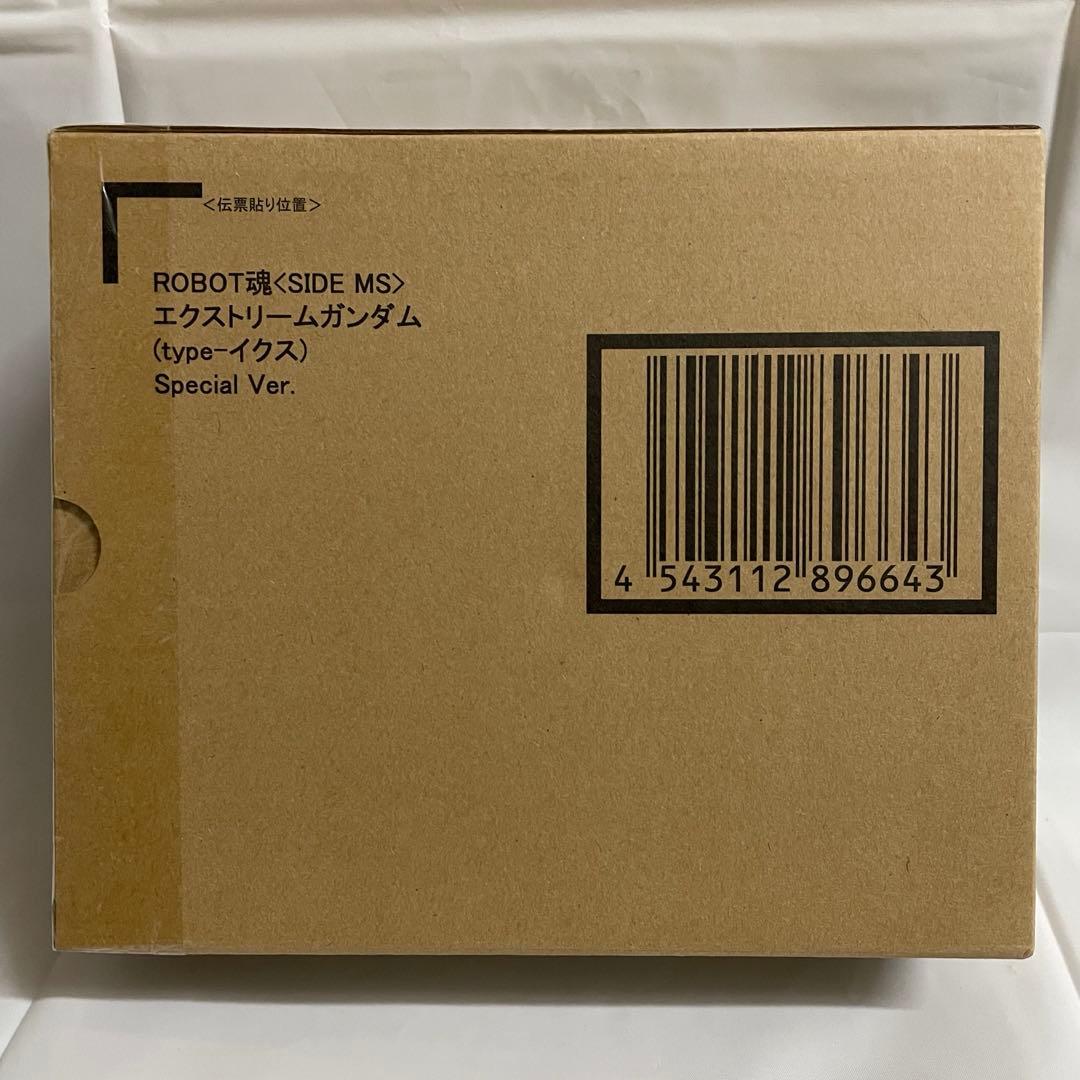 <伝票貼り位置>
ROBOT魂<SIDE MS>
エクストリームガンダム
(type-イクス)
Special Ver.
4 543112 896643